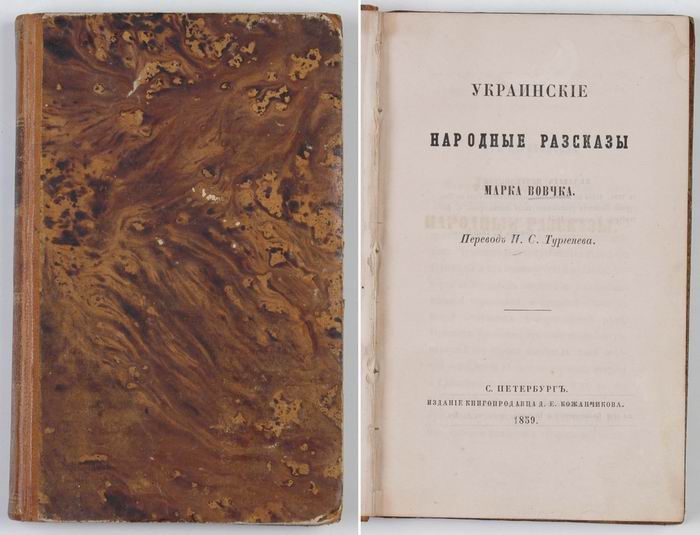 УКРАИНСКІЕ
НАРОДНЫЕ РАЗСКАЗЫ
МАРКА ВОВЧКА.
Переводъ И. С. Тургенева.
С. ПЕТЕРБУРГЪ.
ИЗДАНІЕ КНИГОПРОДАВЦА Д. Е. КОЖАНЧИКОВА.
1859.